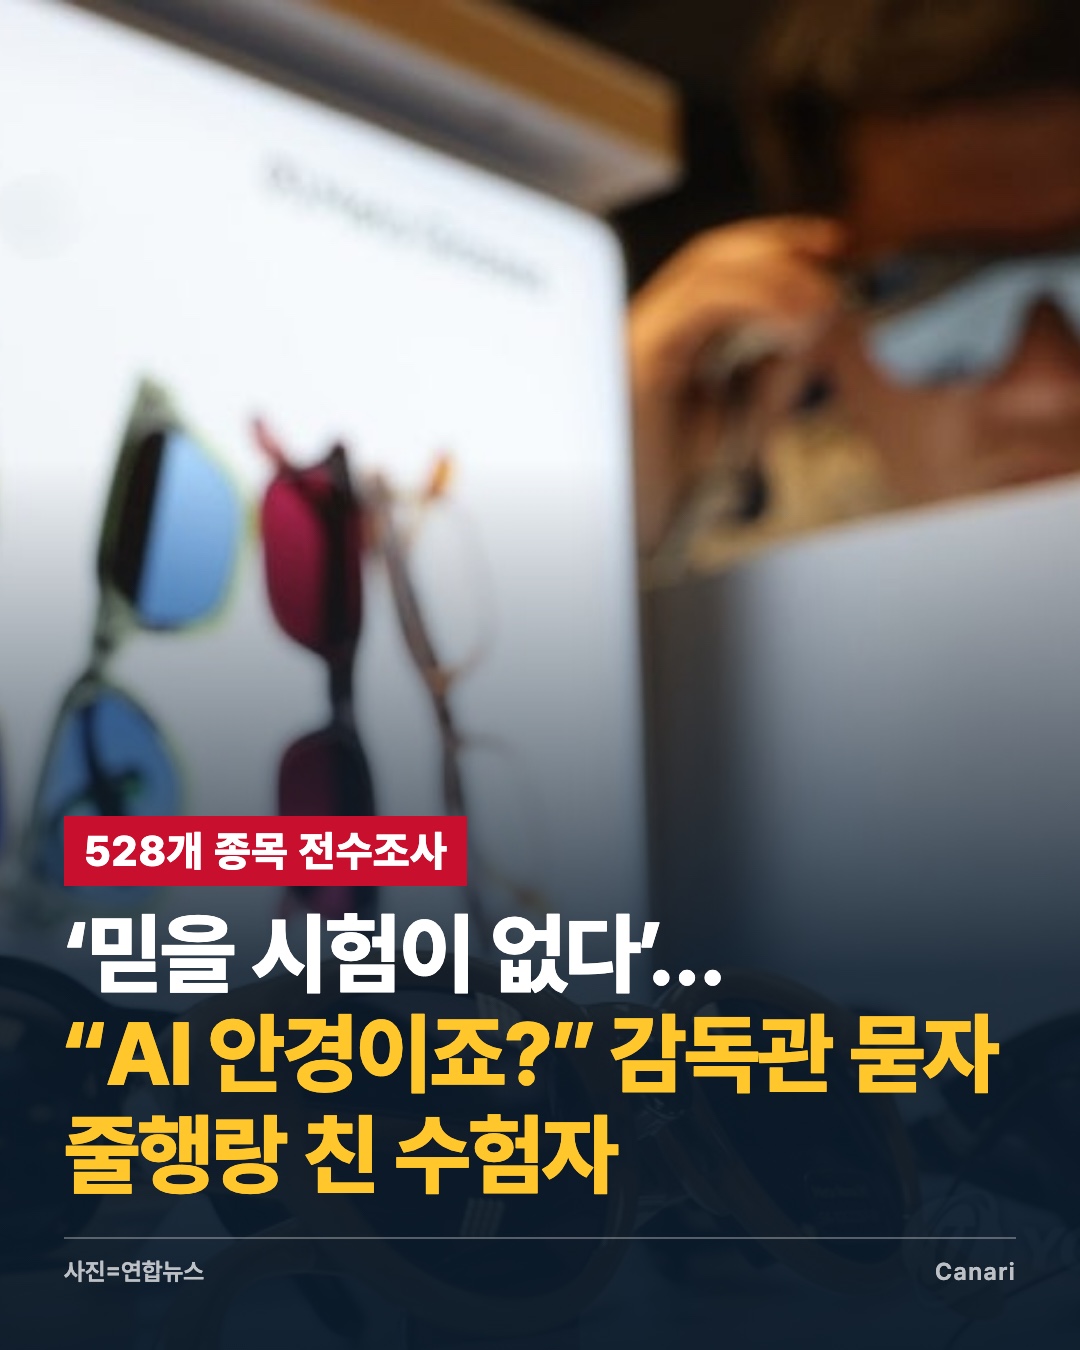 528개 종목 전수조사
‘믿을 시험이 없다’...
“AI 안경이죠?” 감독관 묻자
줄행랑 친 수험자
사진=연합뉴스
Canari